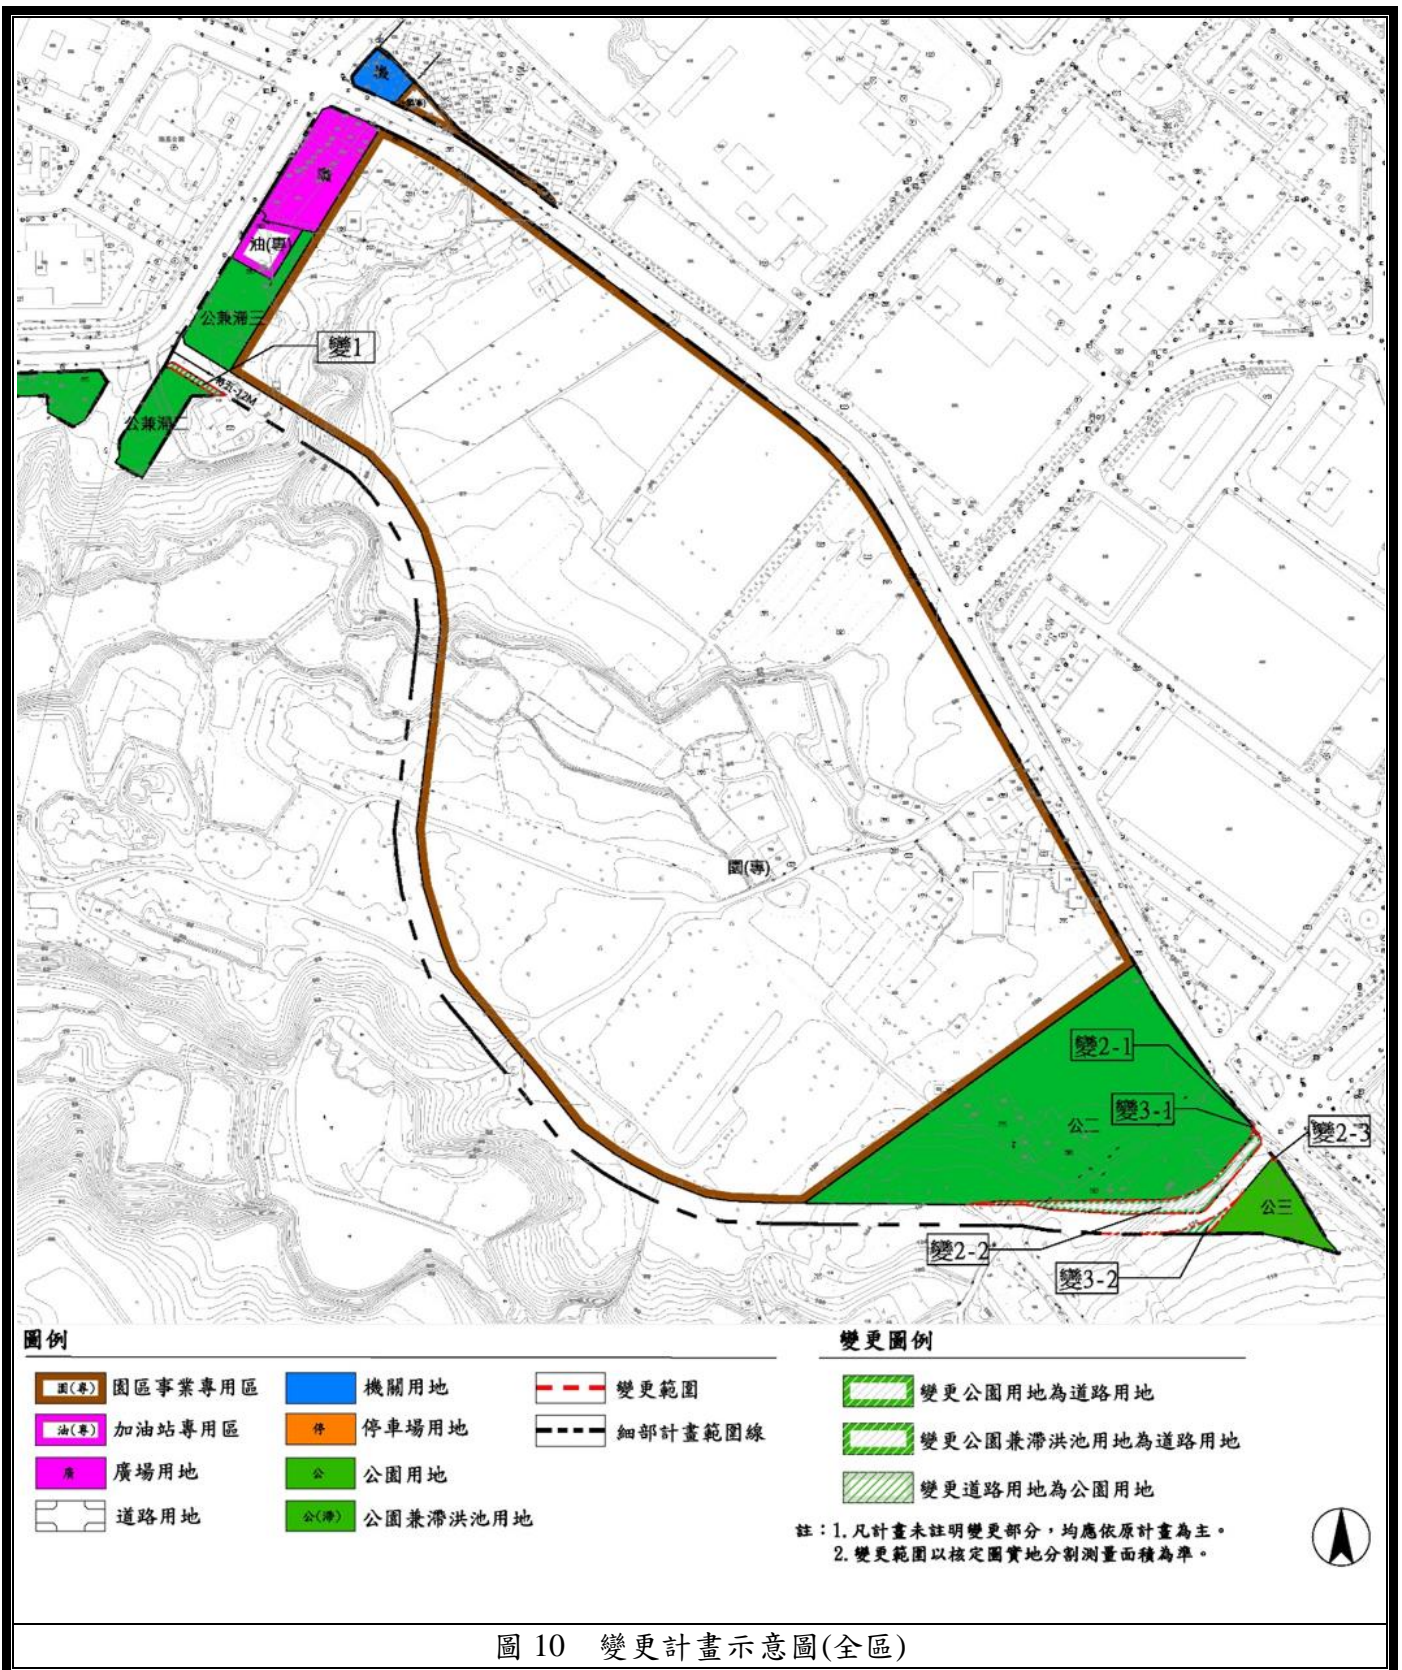 機
園(專)
廣
油(專)
公兼滯三
變1
特五-12M
公兼滯二
園(專)
變2-1
變3-1
公二
變2-3
公三
變2-2
變3-2
圖例
園(專) 園區事業專用區
機關用地
變更範圍
油(專) 加油站專用區
停 停車場用地
細部計畫範圍線
廣 廣場用地
公 公園用地
道路用地
公(滯) 公園兼滯洪池用地
變更圖例
變更公園用地為道路用地
變更公園兼滯洪池用地為道路用地
變更道路用地為公園用地
註：1.凡計畫未註明變更部分，均應依原計畫為主。
2.變更範圍以核定圖實地分割測量面積為準。
圖 10 變更計畫示意圖(全區)